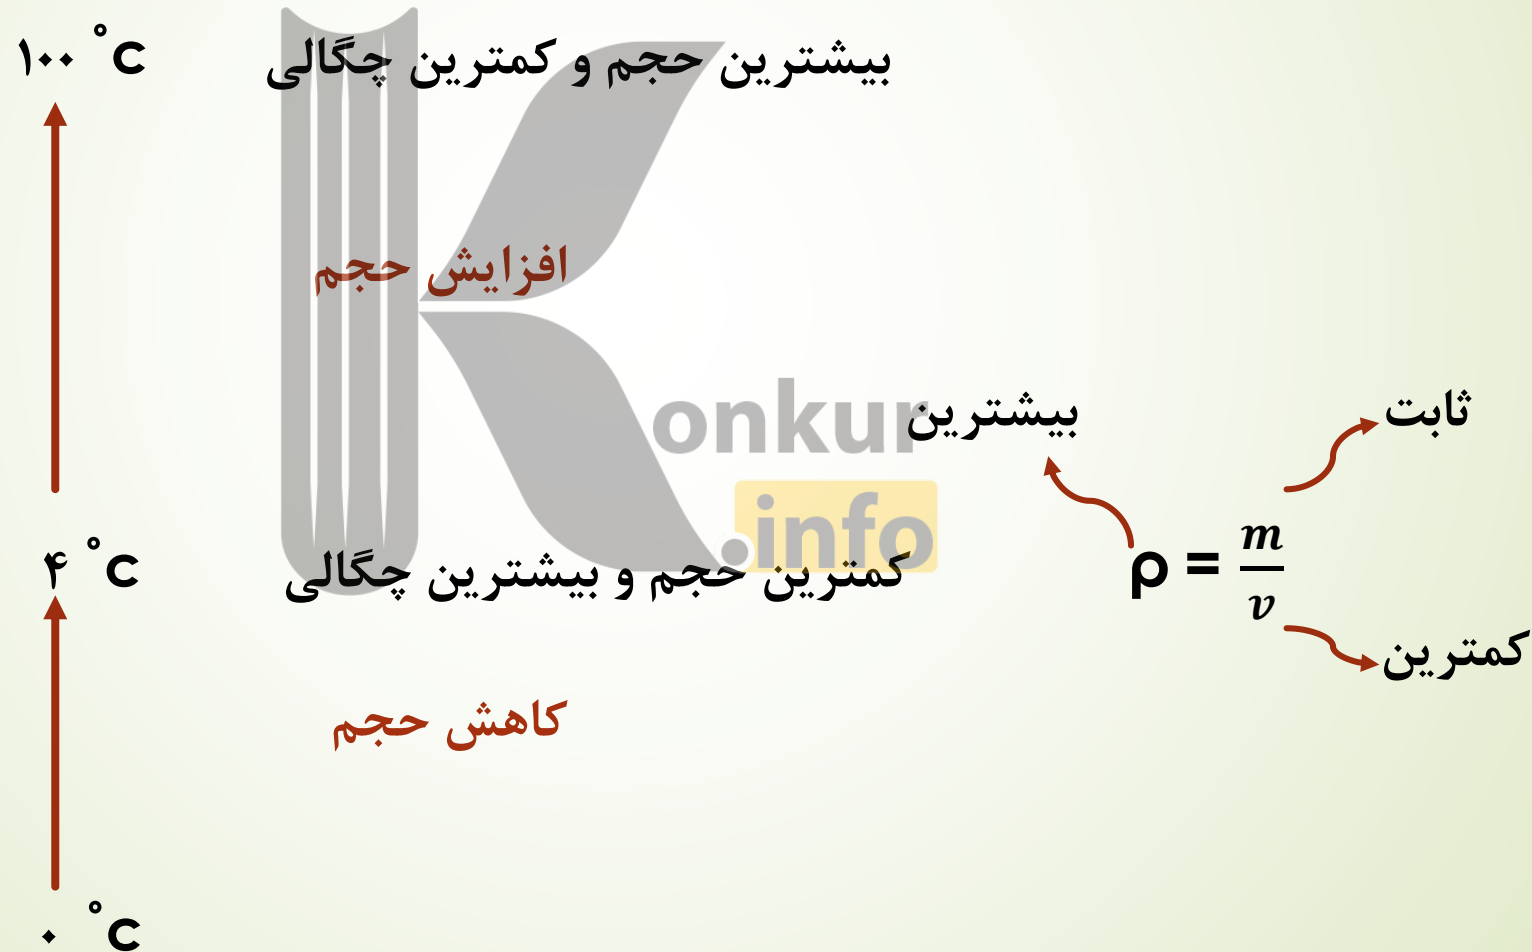 ۱۰۰ °C بیشترین حجم و کمترین چگالی
افزایش حجم
Konkur
.info
بیشترین
ثابت
۴ °C کمترین حجم و بیشترین چگالی
ρ = m/v
کمترین
کاهش حجم
۰ °C